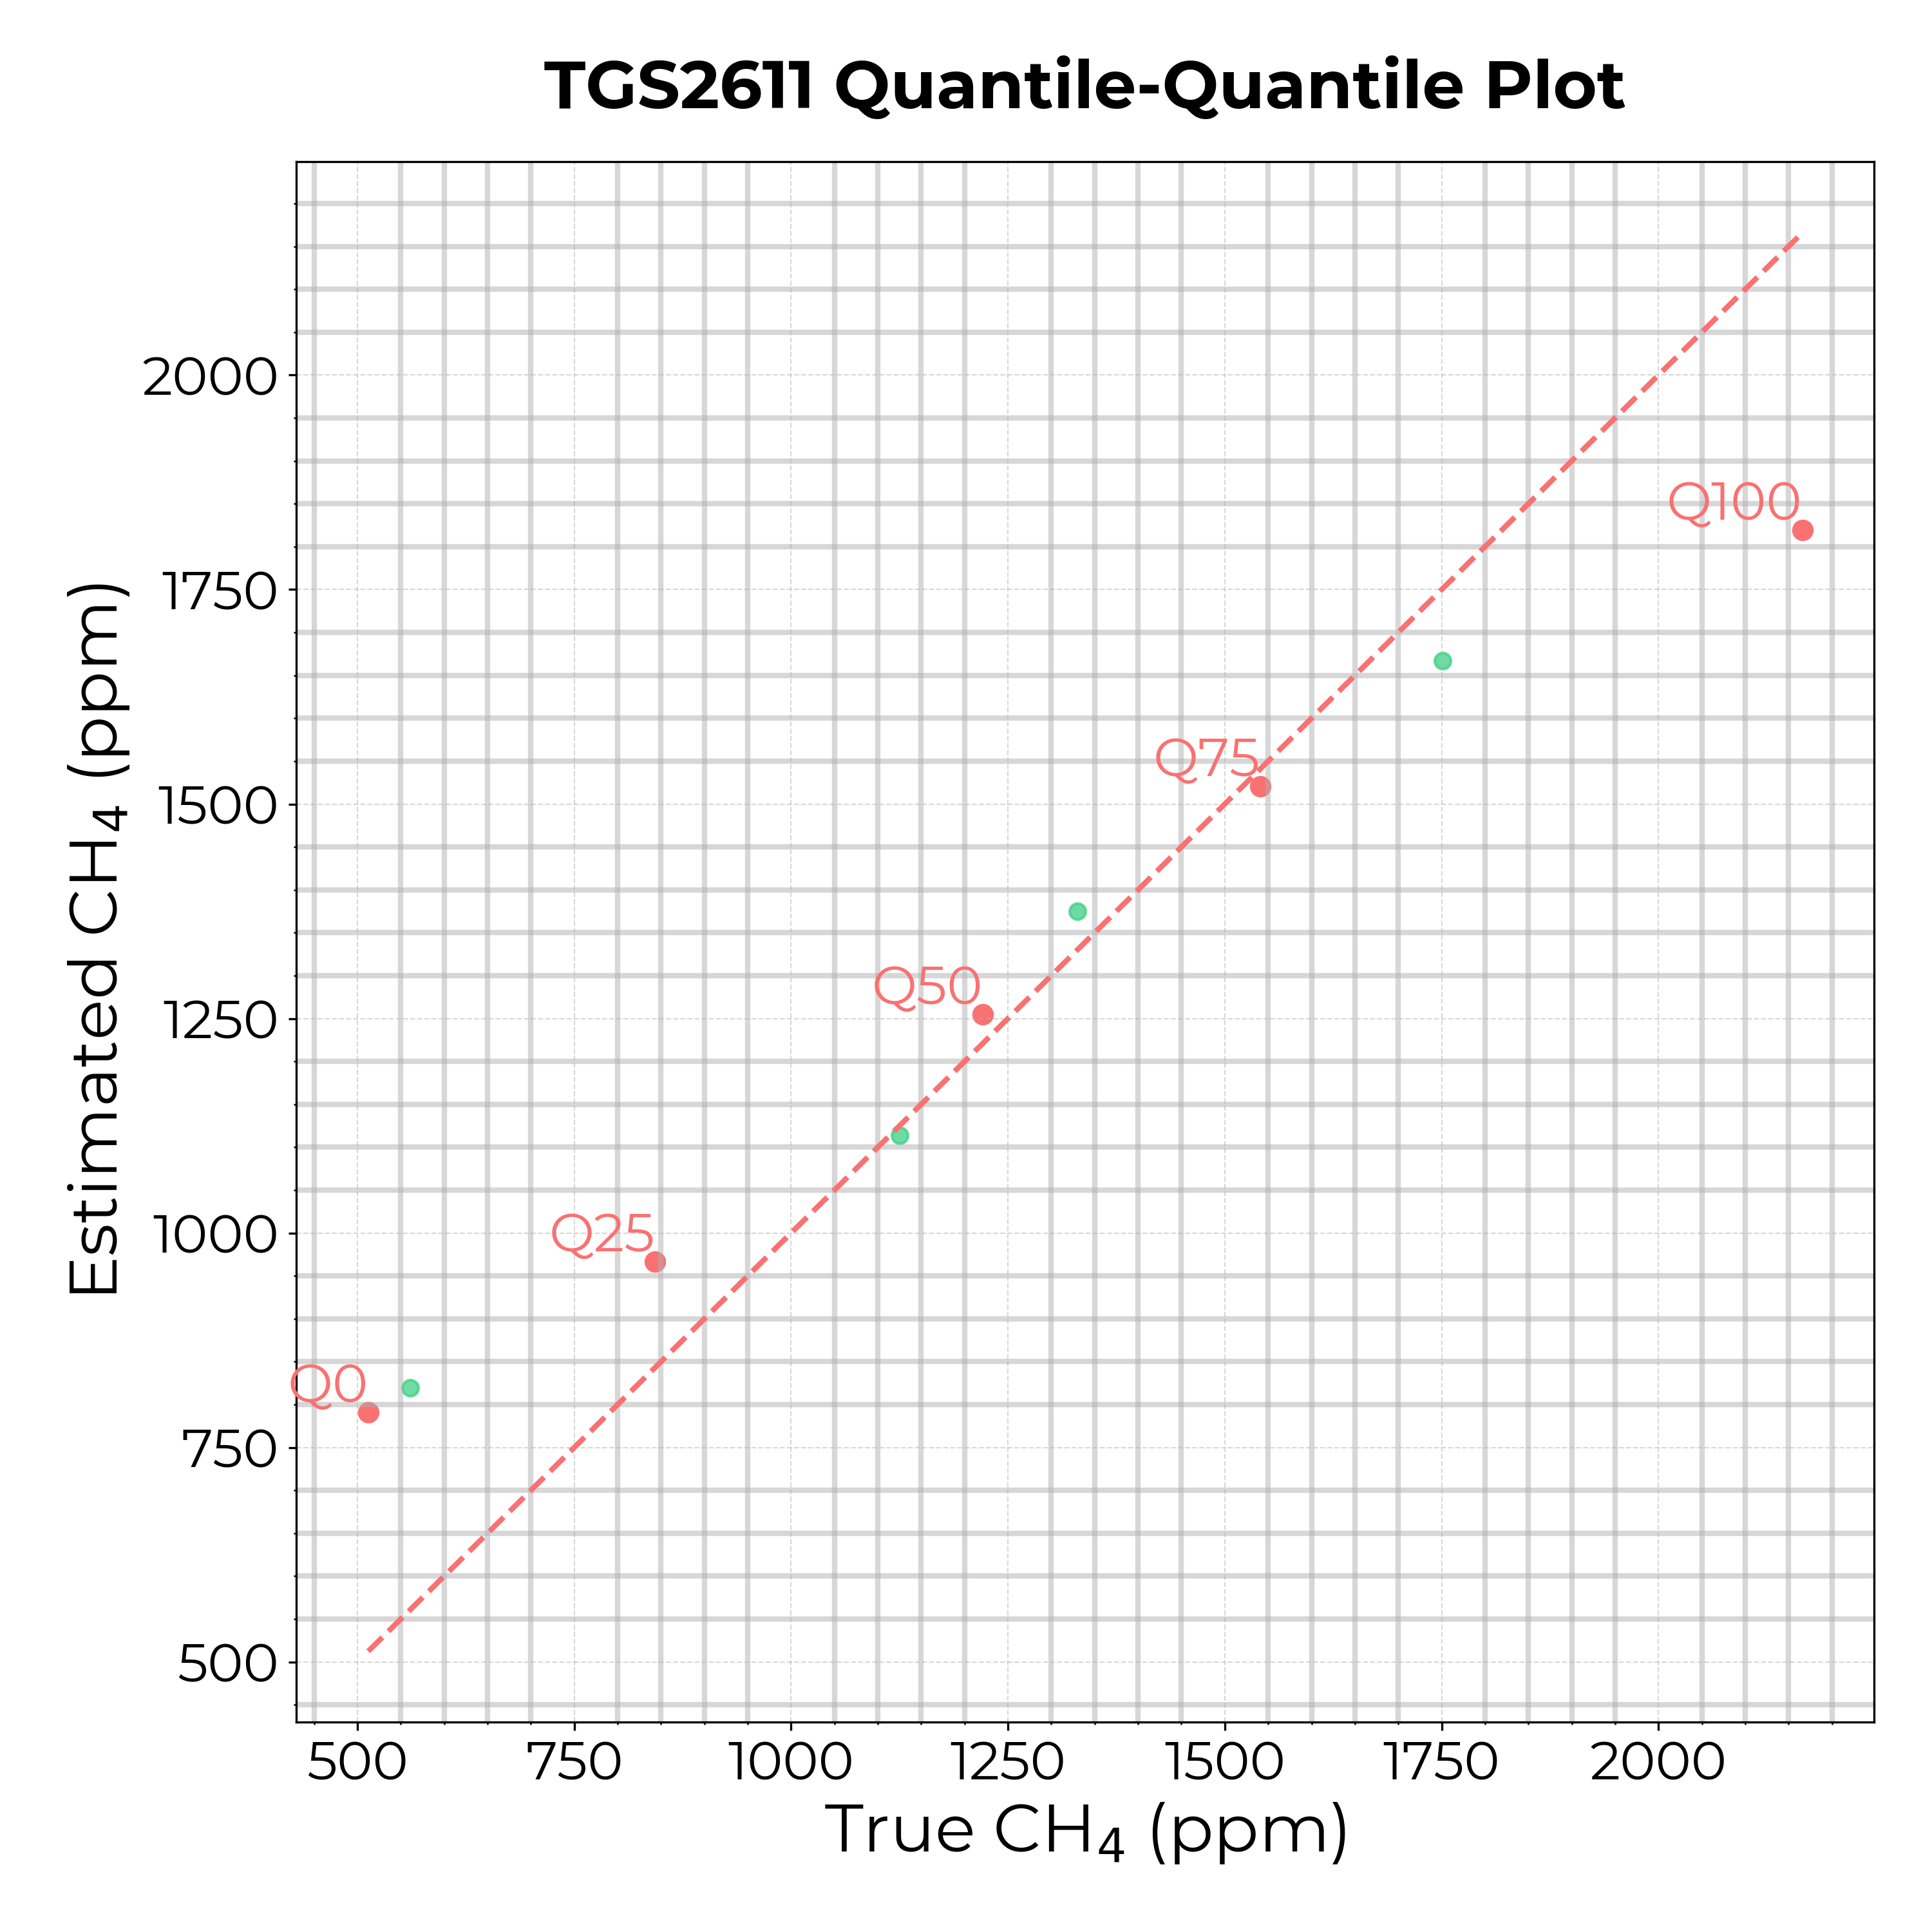 TGS2611 Quantile-Quantile Plot
Estimated CH₄ (ppm)
2000
1750
1500
1250
1000
750
500
Q100
Q75
Q50
Q25
Q0
500 750 1000 1250 1500 1750 2000
True CH₄ (ppm)